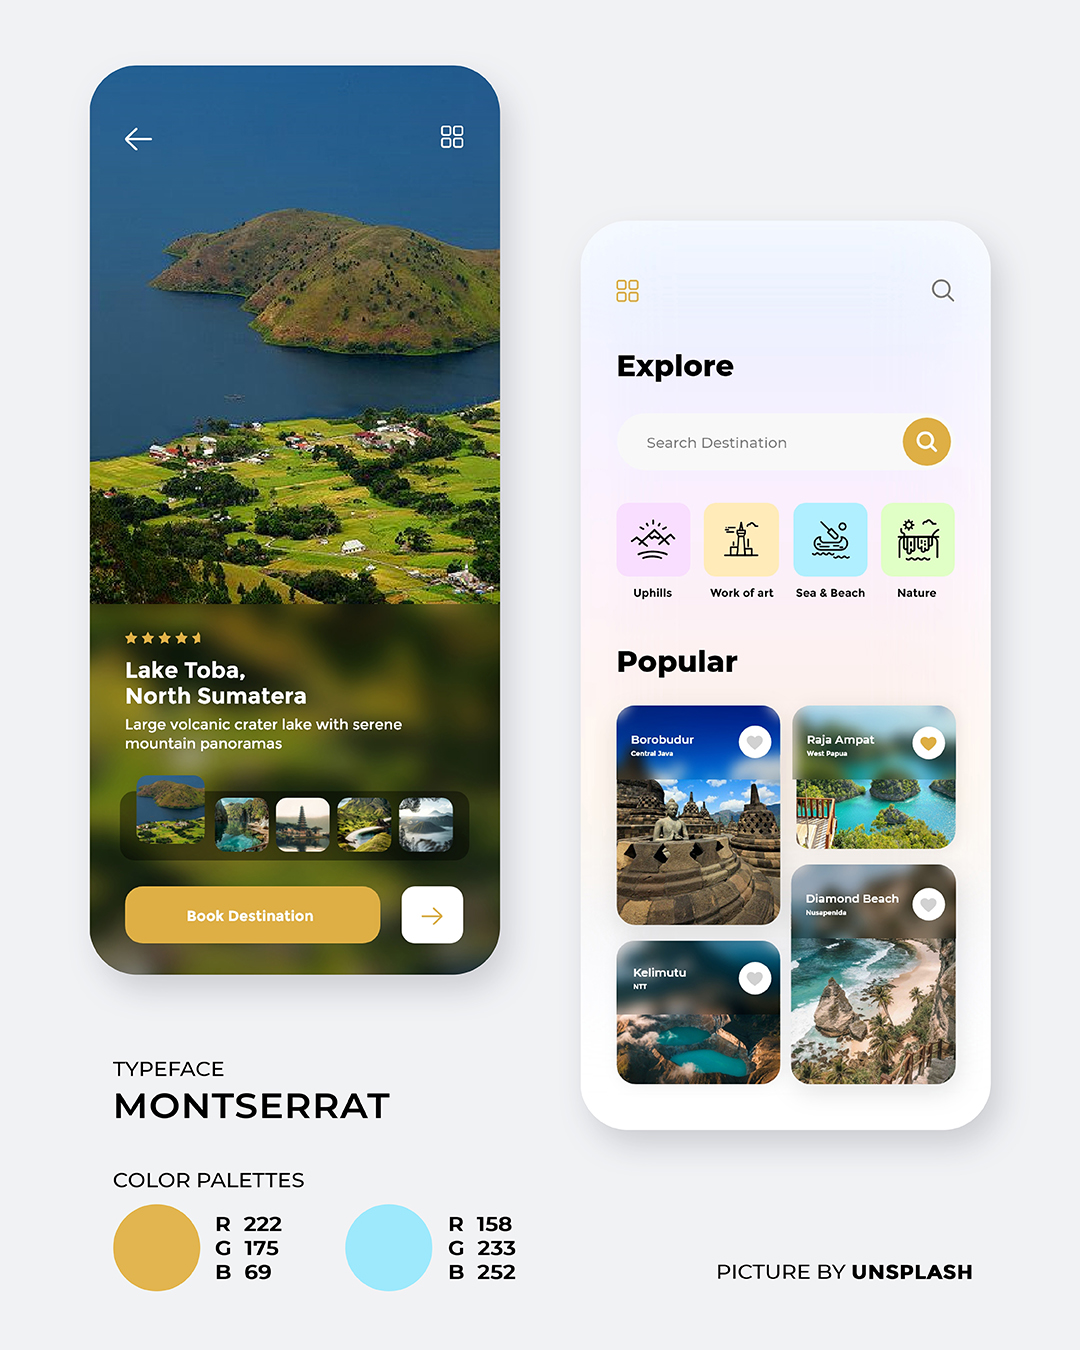 Lake Toba,
North Sumatera
Large volcanic crater lake with serene
mountain panoramas
Book Destination
Explore
Search Destination
Uphills
Work of art
Sea & Beach
Nature
Popular
Borobudur
Central Java
Raja Ampat
West Papua
Diamond Beach
Nusapenida
Kelimutu
NTT
TYPEFACE
MONTSERRAT
COLOR PALETTES
R 222
G 175
B 69
R 158
G 233
B 252
PICTURE BY UNSPLASH